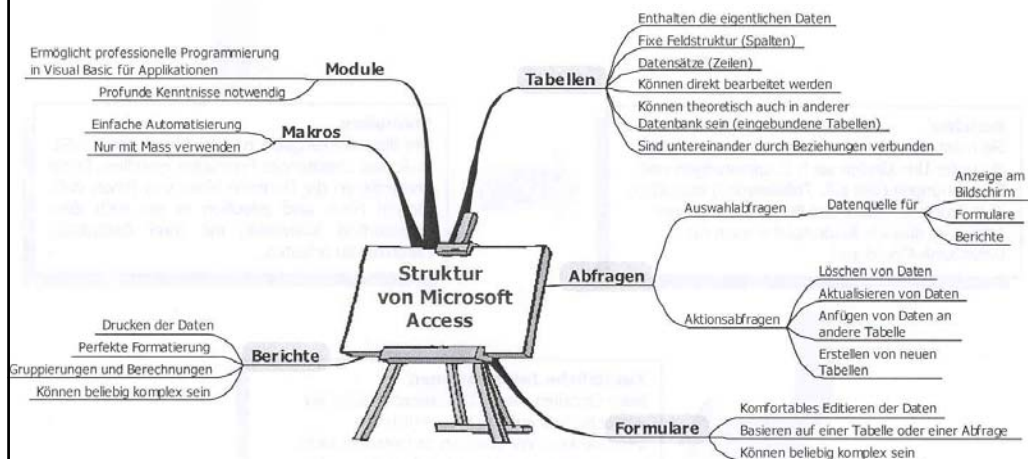 Struktur
von Microsoft
Access
Tabellen
Enthalten die eigentlichen Daten
Fixe Feldstruktur (Spalten)
Datensätze (Zeilen)
Können direkt bearbeitet werden
Können theoretisch auch in anderer
Datenbank sein (eingebundene Tabellen)
Sind untereinander durch Beziehungen verbunden
Abfragen
Auswahlabfragen
Datenquelle für
Anzeige am
Bildschirm
Formulare
Berichte
Aktionsabfragen
Löschen von Daten
Aktualisieren von Daten
Anfügen von Daten an
andere Tabelle
Erstellen von neuen
Tabellen
Formulare
Komfortables Editieren der Daten
Basieren auf einer Tabelle oder einer Abfrage
Können beliebig komplex sein
Berichte
Drucken der Daten
Perfekte Formatierung
Gruppierungen und Berechnungen
Können beliebig komplex sein
Makros
Einfache Automatisierung
Nur mit Mass verwenden
Module
Ermöglicht professionelle Programmierung
in Visual Basic für Applikationen
Profunde Kenntnisse notwendig